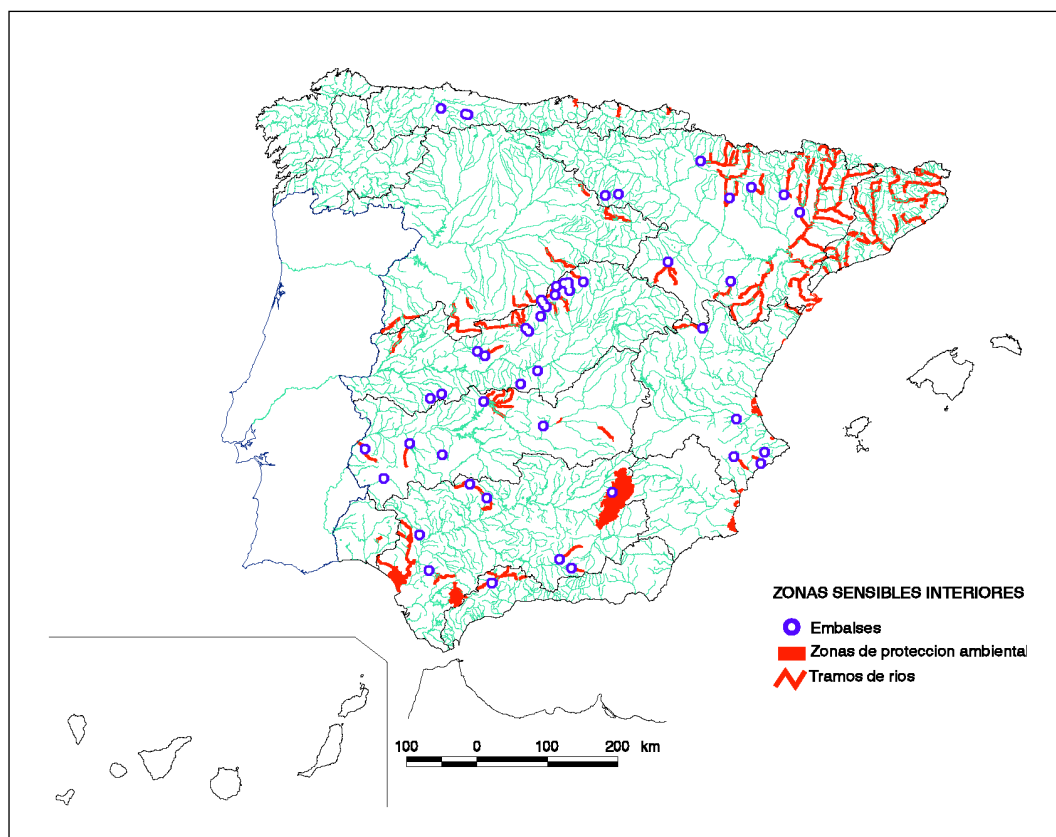 ZONAS SENSIBLES INTERIORES
Embalses
Zonas de proteccion ambiental
Tramos de rios
100 0 100 200 km